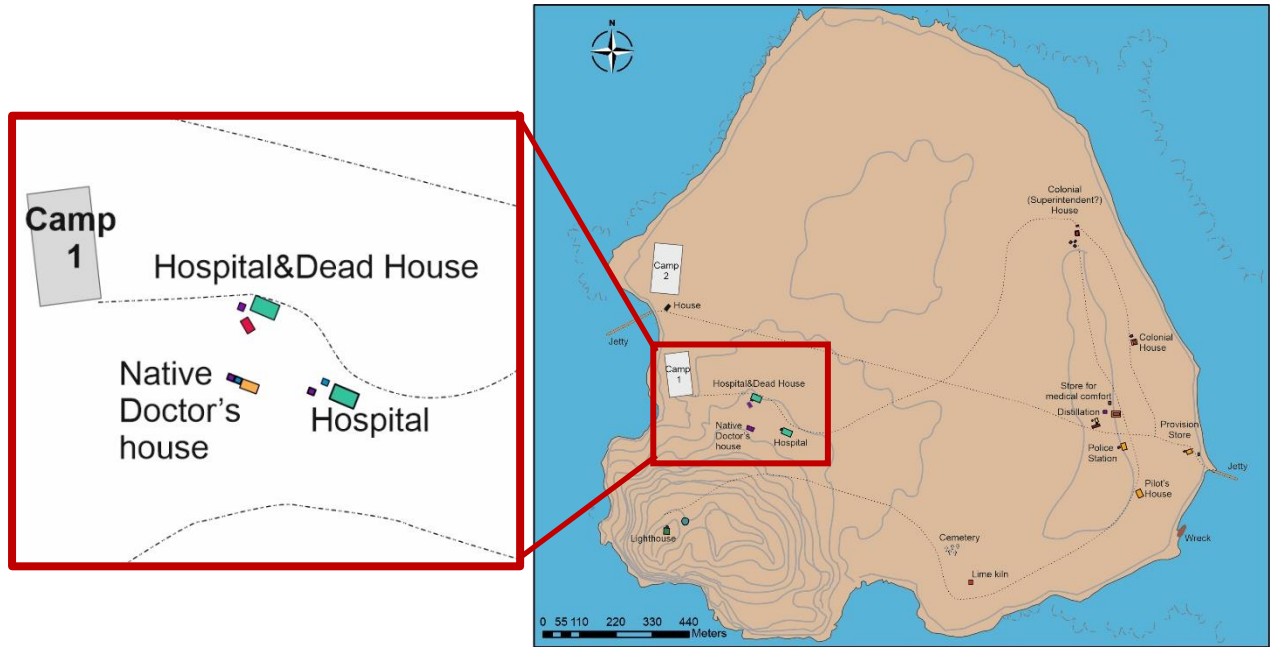 Camp
1
Hospital&Dead House
Native
Doctor's
house
Hospital
N
Colonial
(Superintendent?)
House
Camp
2
House
Jetty
Colonial
House
Camp
1
Hospital&Dead House
Store for
medical comfort
Distillation
Native
Doctor's
house
Hospital
Provision
Store
Police
Station
Jetty
Pilot's
House
Lighthouse
Cemetery
Wreck
Lime kiln
0 55 110 220 330 440
Meters